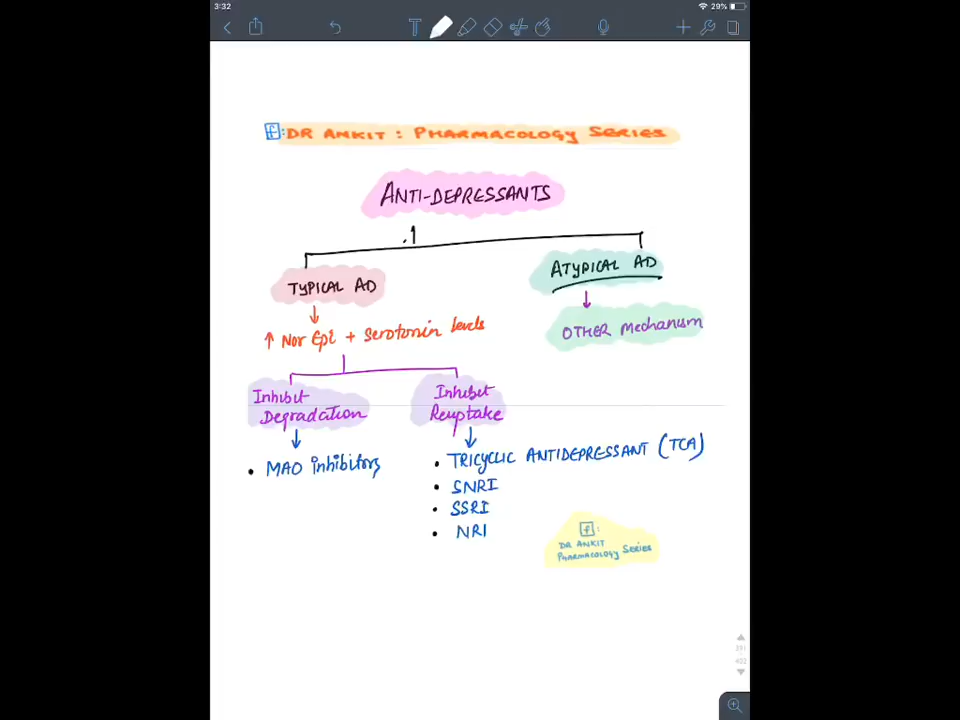 3:32
29%
f: DR ANKIT : PHARMACOLOGY SERIES
ANTI-DEPRESSANTS
TYPICAL AD
ATYPICAL AD
↑ Nor Epi + Serotonin levels
OTHER Mechanism
Inhibit
Degradation
Inhibit
Reuptake
• MAO inhibitors
• TRICYCLIC ANTIDEPRESSANT (TCA)
• SNRI
• SSRI
• NRI
f:
DR ANKIT
PHARMACOLOGY SERIES